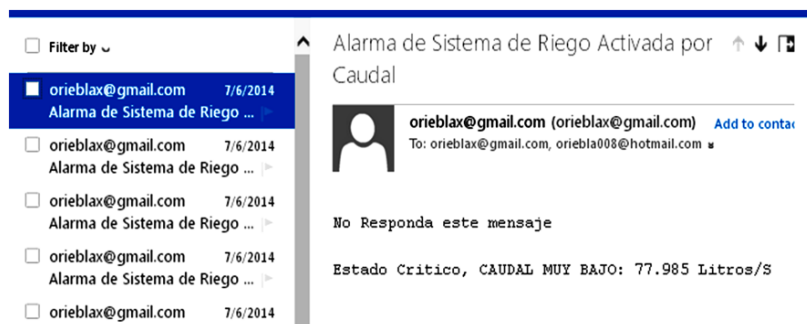 Filter by
orieblax@gmail.com 7/6/2014
Alarma de Sistema de Riego ...
orieblax@gmail.com 7/6/2014
Alarma de Sistema de Riego ...
orieblax@gmail.com 7/6/2014
Alarma de Sistema de Riego ...
orieblax@gmail.com 7/6/2014
Alarma de Sistema de Riego ...
orieblax@gmail.com 7/6/2014
Alarma de Sistema de Riego Activada por
Caudal
orieblax@gmail.com (orieblax@gmail.com) Add to contac
To: orieblax@gmail.com, oriebla008@hotmail.com
No Responda este mensaje
Estado Critico, CAUDAL MUY BAJO: 77.985 Litros/S